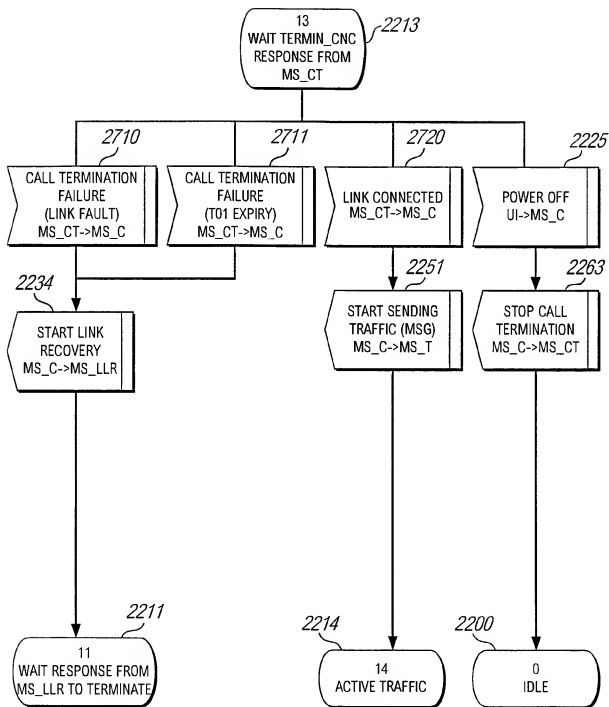 13
WAIT TERMIN_CNC
RESPONSE FROM
MS_CT
2213
2710
CALL TERMINATION
FAILURE
(LINK FAULT)
MS_CT->MS_C
2711
CALL TERMINATION
FAILURE
(T01 EXPIRY)
MS_CT->MS_C
2720
LINK CONNECTED
MS_CT->MS_C
2225
POWER OFF
UI->MS_C
2234
START LINK
RECOVERY
MS_C->MS_LLR
2251
START SENDING
TRAFFIC (MSG)
MS_C->MS_T
2263
STOP CALL
TERMINATION
MS_C->MS_CT
2211
11
WAIT RESPONSE FROM
MS_LLR TO TERMINATE
2214
14
ACTIVE TRAFFIC
2200
0
IDLE